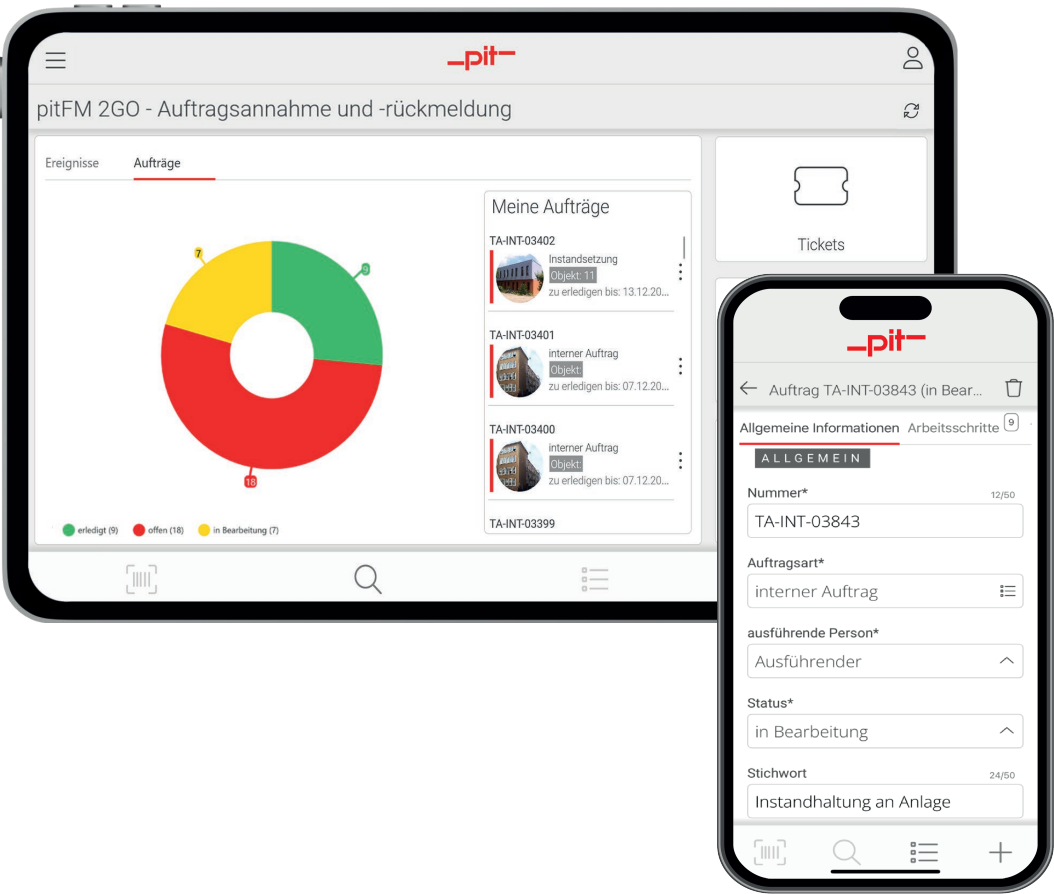 _pit–
pitFM 2GO - Auftragsannahme und -rückmeldung
Ereignisse
Aufträge
7
9
18
erledigt (9)
offen (18)
in Bearbeitung (7)
Meine Aufträge
TA-INT-03402
Instandsetzung
Objekt: 11
zu erledigen bis: 13.12.20...
TA-INT-03401
interner Auftrag
Objekt:
zu erledigen bis: 07.12.20...
TA-INT-03400
interner Auftrag
Objekt:
zu erledigen bis: 07.12.20...
TA-INT-03399
Tickets
_pit–
Auftrag TA-INT-03843 (in Bear...
Allgemeine Informationen
Arbeitsschritte 9
ALLGEMEIN
Nummer*
12/50
TA-INT-03843
Auftragsart*
interner Auftrag
ausführende Person*
Ausführender
Status*
in Bearbeitung
Stichwort
24/50
Instandhaltung an Anlage